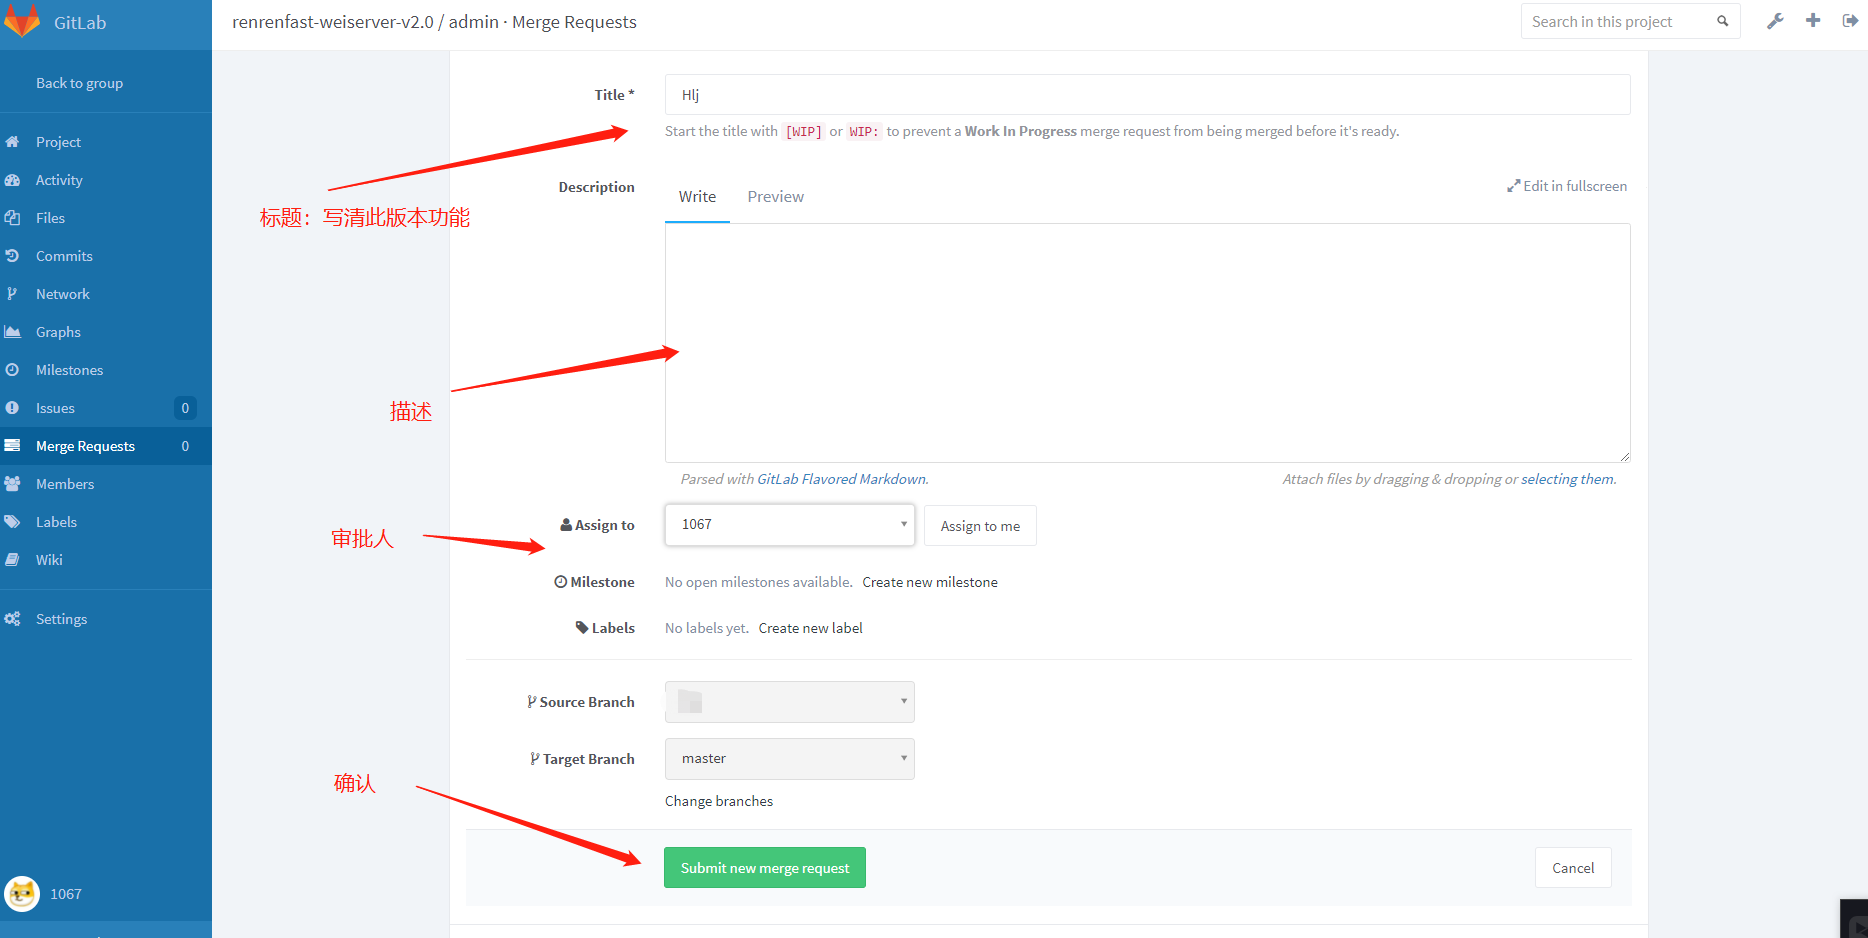 GitLab
renrenfast-weiserver-v2.0 / admin · Merge Requests
Search in this project
Back to group
Project
Activity
Files
Commits
Network
Graphs
Milestones
Issues 0
Merge Requests 0
Members
Labels
Wiki
Settings
1067
Title *
Hlj
Start the title with [WIP] or WIP: to prevent a Work In Progress merge request from being merged before it's ready.
标题：写清此版本功能
Description
Write Preview
Edit in fullscreen
描述
Parsed with GitLab Flavored Markdown.
Attach files by dragging & dropping or selecting them.
审批人
Assign to
1067
Assign to me
Milestone
No open milestones available. Create new milestone
Labels
No labels yet. Create new label
Source Branch
Target Branch
master
Change branches
确认
Submit new merge request
Cancel